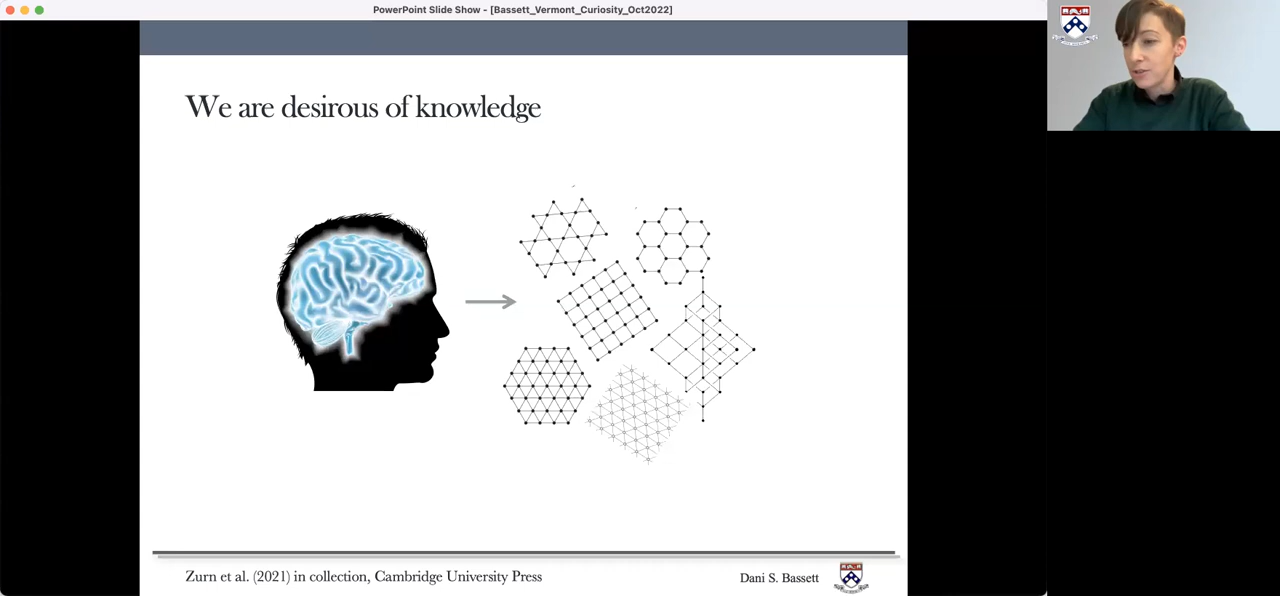 PowerPoint Slide Show - [Bassett_Vermont_Curiosity_Oct2022]
We are desirous of knowledge
Zurn et al. (2021) in collection, Cambridge University Press
Dani S. Bassett